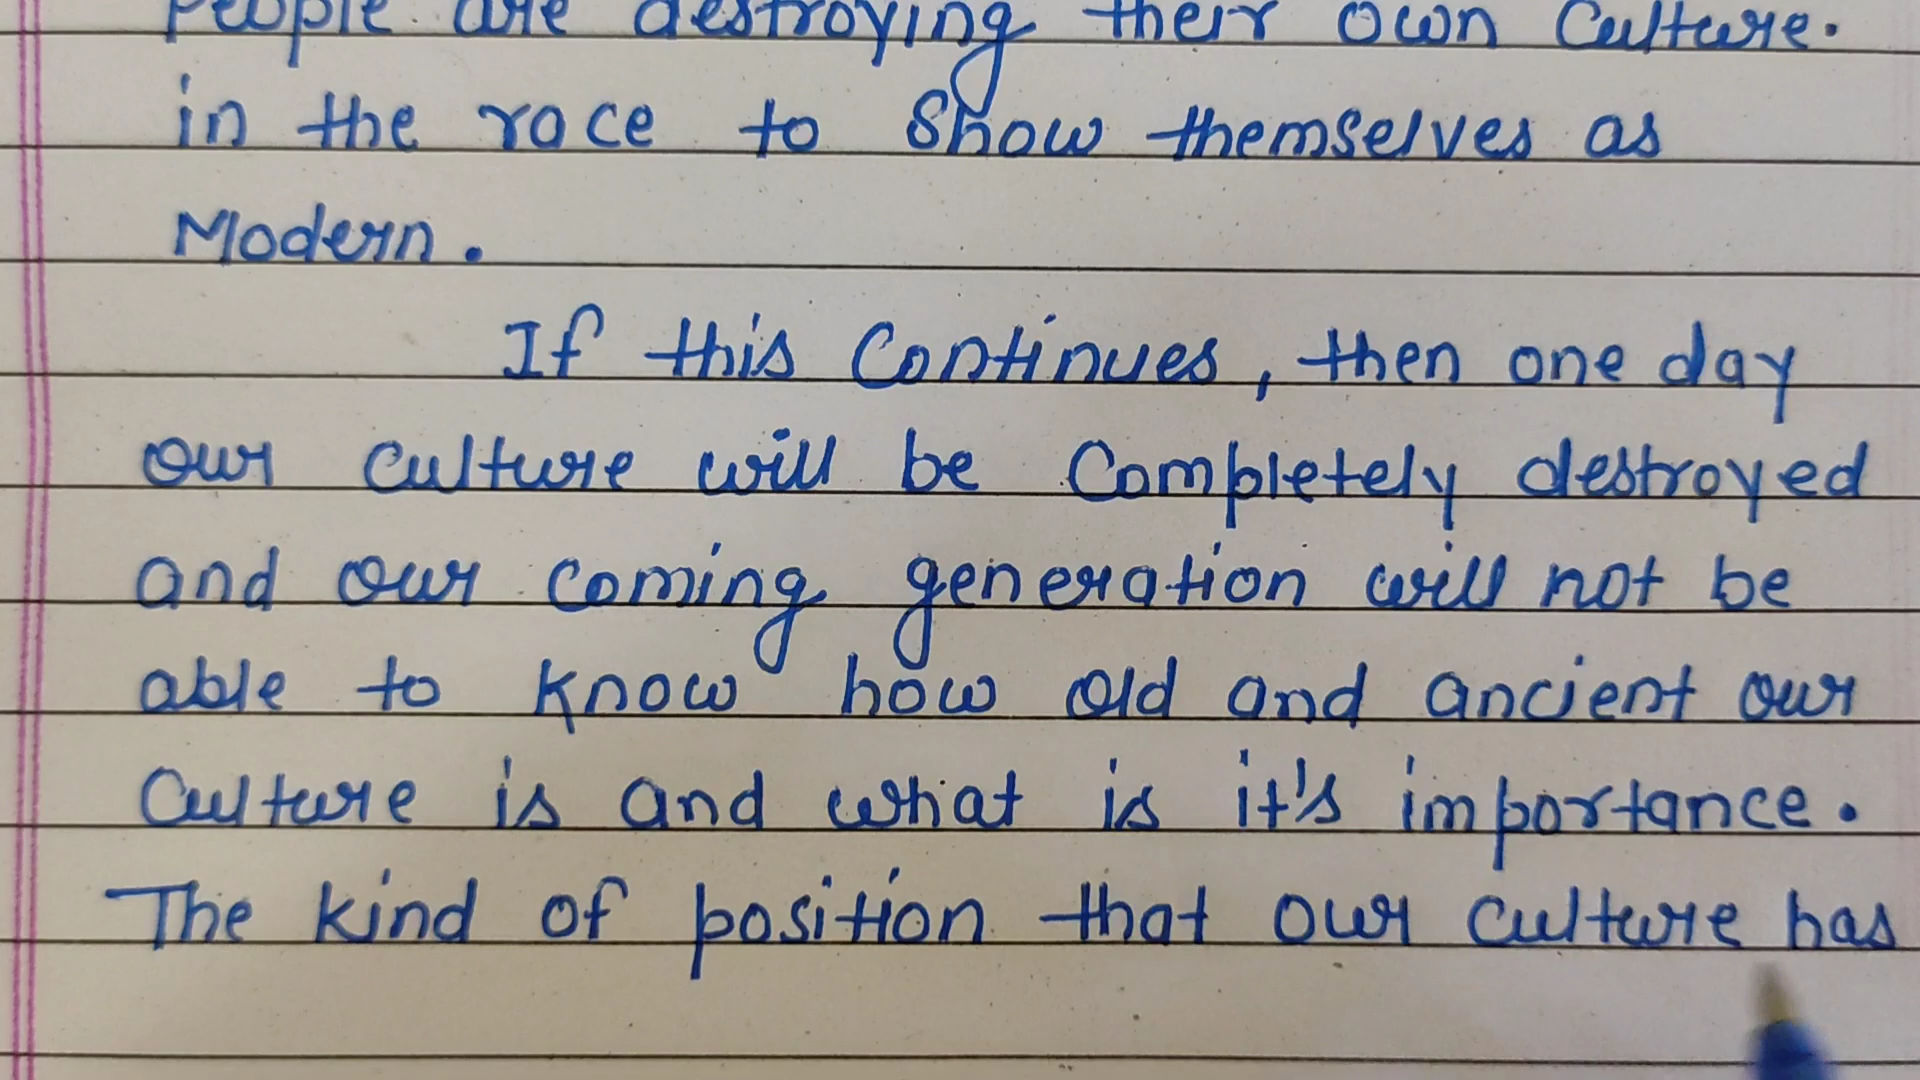 People are destroying their own Culture.
in the race to Show themselves as
Modern.
If this Continues, then one day
our culture will be Completely destroyed
and our coming generation will not be
able to know how old and ancient our
Culture is and what is it's importance.
The kind of position that our culture has